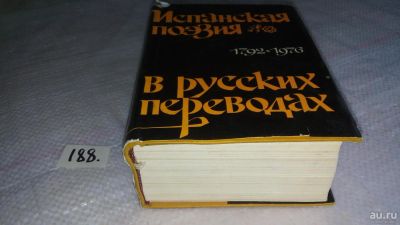 Испанская
поэзия
1792·1976
в русских
переводах
188.
au.ru